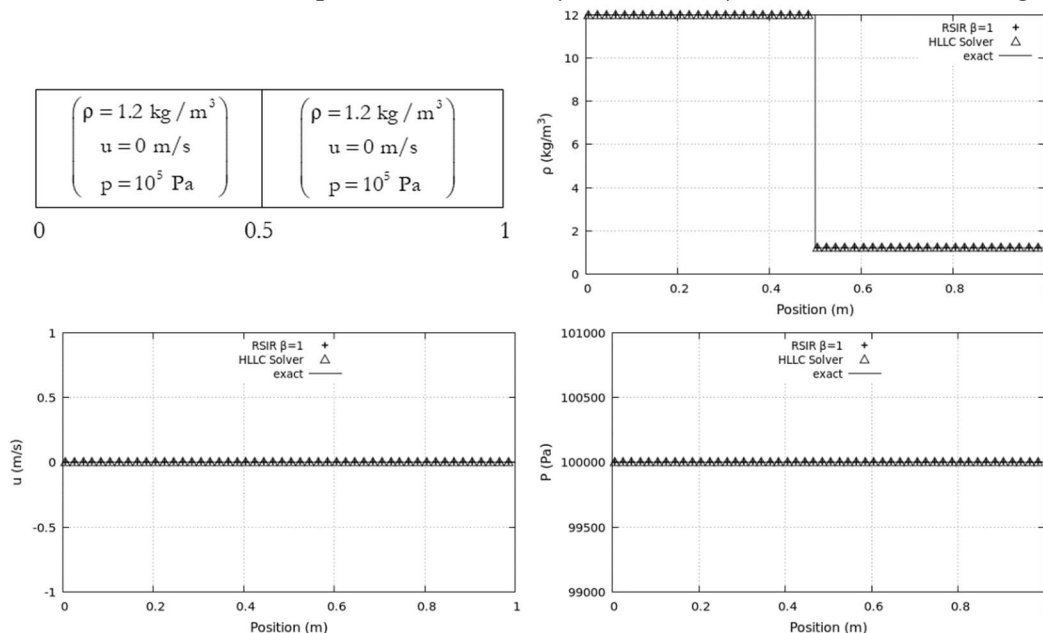 ρ = 1.2 kg / m³
u = 0 m/s
p = 10⁵ Pa
ρ = 1.2 kg / m³
u = 0 m/s
p = 10⁵ Pa
0 0.5 1
RSIR β=1
HLLC Solver
exact
12
10
8
6
4
2
0
ρ (kg/m³)
0 0.2 0.4 0.6 0.8
Position (m)
RSIR β=1
HLLC Solver
exact
1
0.5
0
-0.5
-1
u (m/s)
0 0.2 0.4 0.6 0.8 1
Position (m)
RSIR β=1
HLLC Solver
exact
101000
100500
100000
99500
99000
P (Pa)
0 0.2 0.4 0.6 0.8
Position (m)